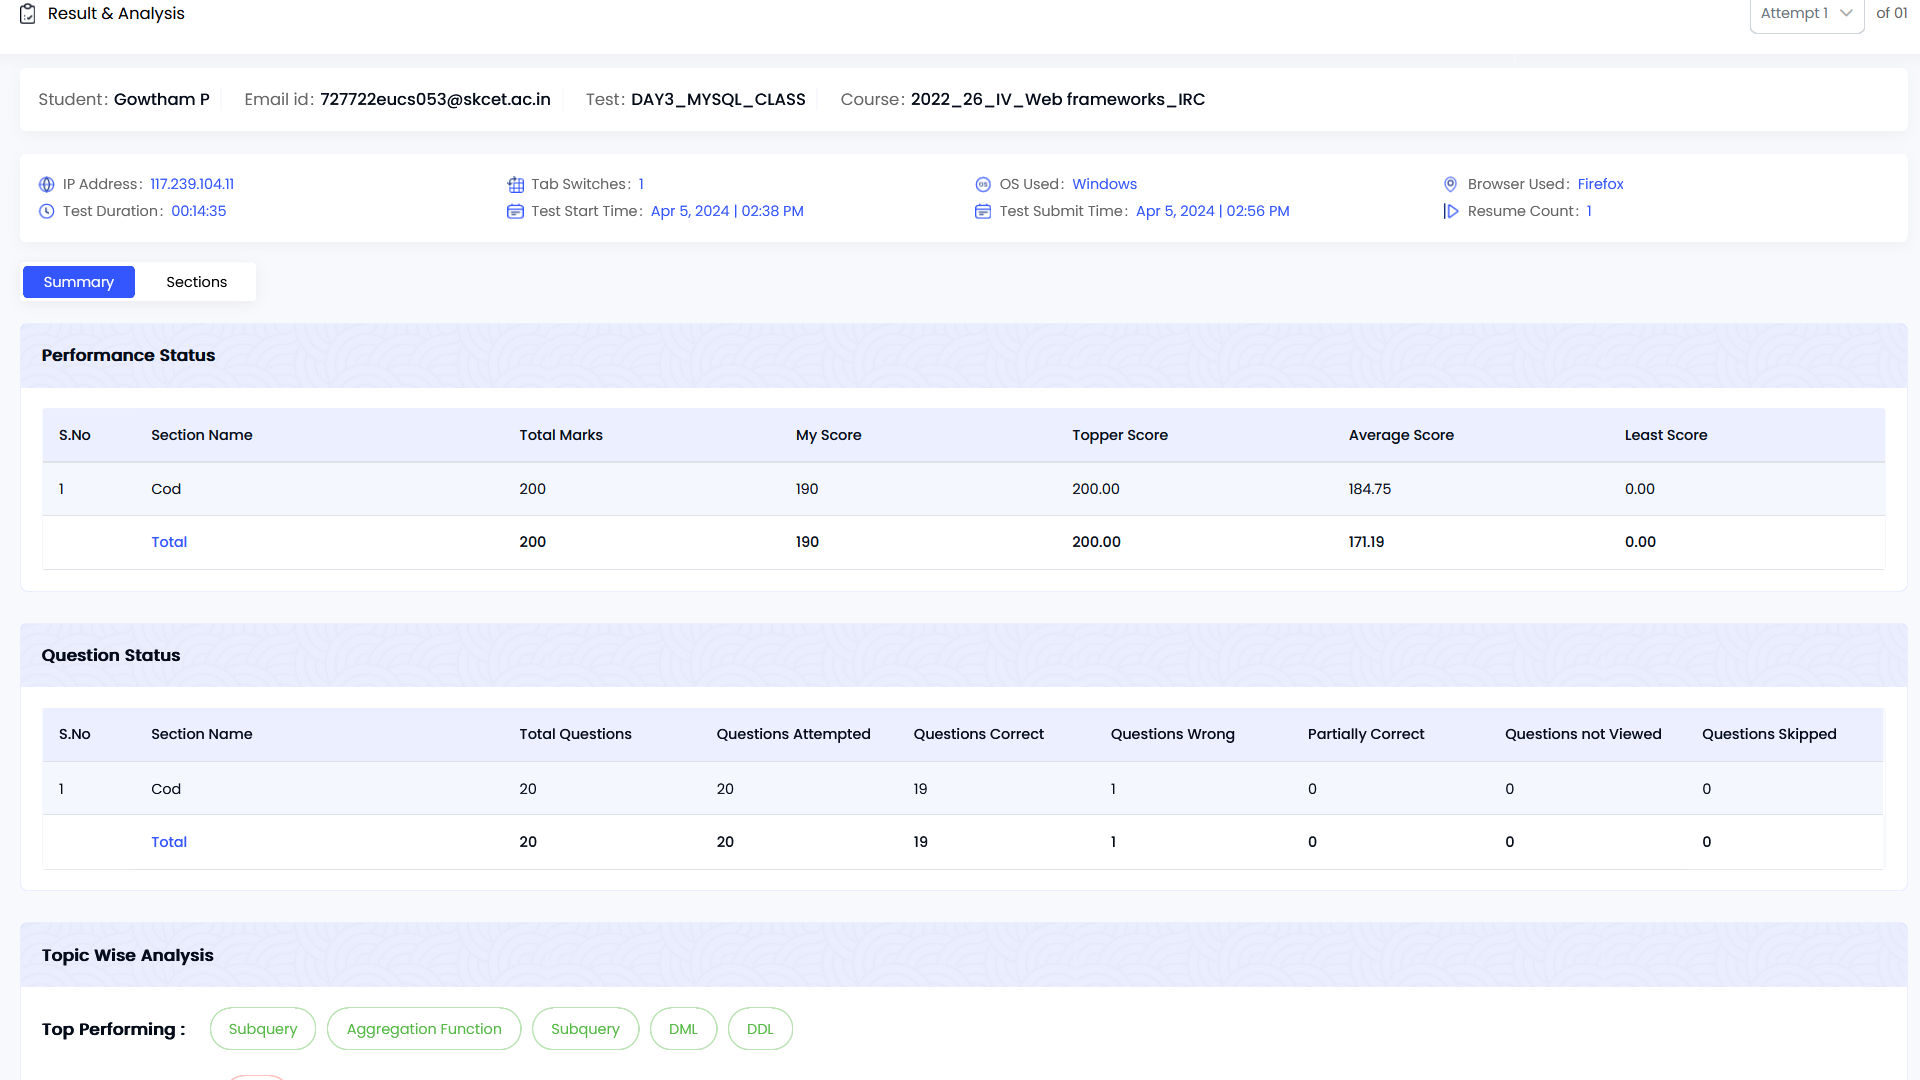 Result & Analysis
Attempt 1 of 01
Student: Gowtham P Email id: 727722eucs053@skcet.ac.in Test: DAY3_MYSQL_CLASS Course: 2022_26_IV_Web frameworks_IRC
IP Address: 117.239.104.11 Tab Switches: 1 OS Used: Windows Browser Used: Firefox
Test Duration: 00:14:35 Test Start Time: Apr 5, 2024 | 02:38 PM Test Submit Time: Apr 5, 2024 | 02:56 PM Resume Count: 1
Summary Sections
Performance Status
S.No Section Name Total Marks My Score Topper Score Average Score Least Score
1 Cod 200 190 200.00 184.75 0.00
Total 200 190 200.00 171.19 0.00
Question Status
S.No Section Name Total Questions Questions Attempted Questions Correct Questions Wrong Partially Correct Questions not Viewed Questions Skipped
1 Cod 20 20 19 1 0 0 0
Total 20 20 19 1 0 0 0
Topic Wise Analysis
Top Performing : Subquery Aggregation Function Subquery DML DDL